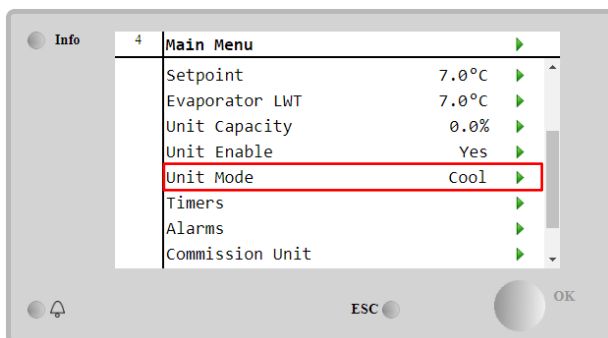 Info
4 Main Menu
Setpoint 7.0°C
Evaporator LWT 7.0°C
Unit Capacity 0.0%
Unit Enable Yes
Unit Mode Cool
Timers
Alarms
Commission Unit
ESC
OK